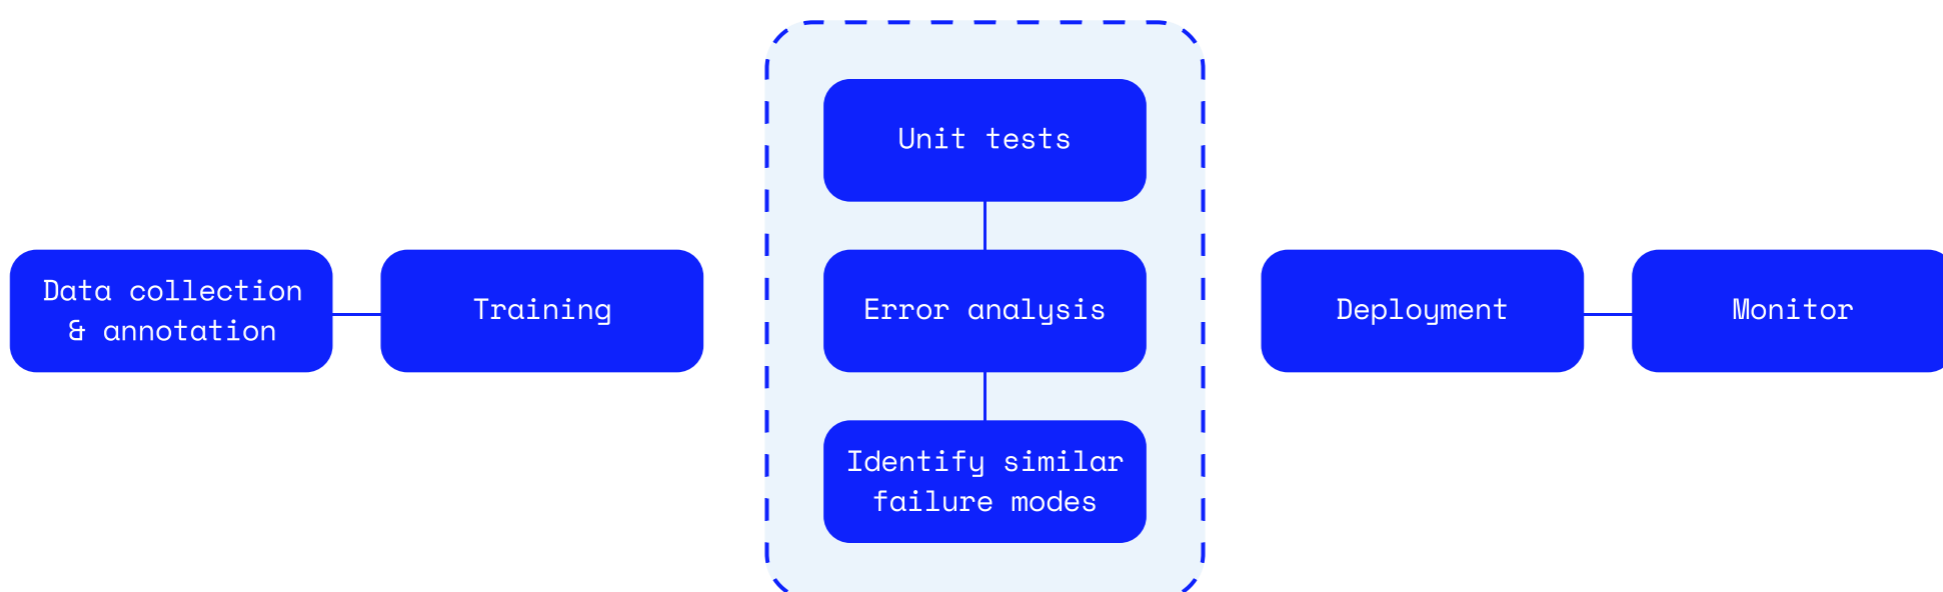 Data collection
& annotation
Training
Unit tests
Error analysis
Identify similar
failure modes
Deployment
Monitor